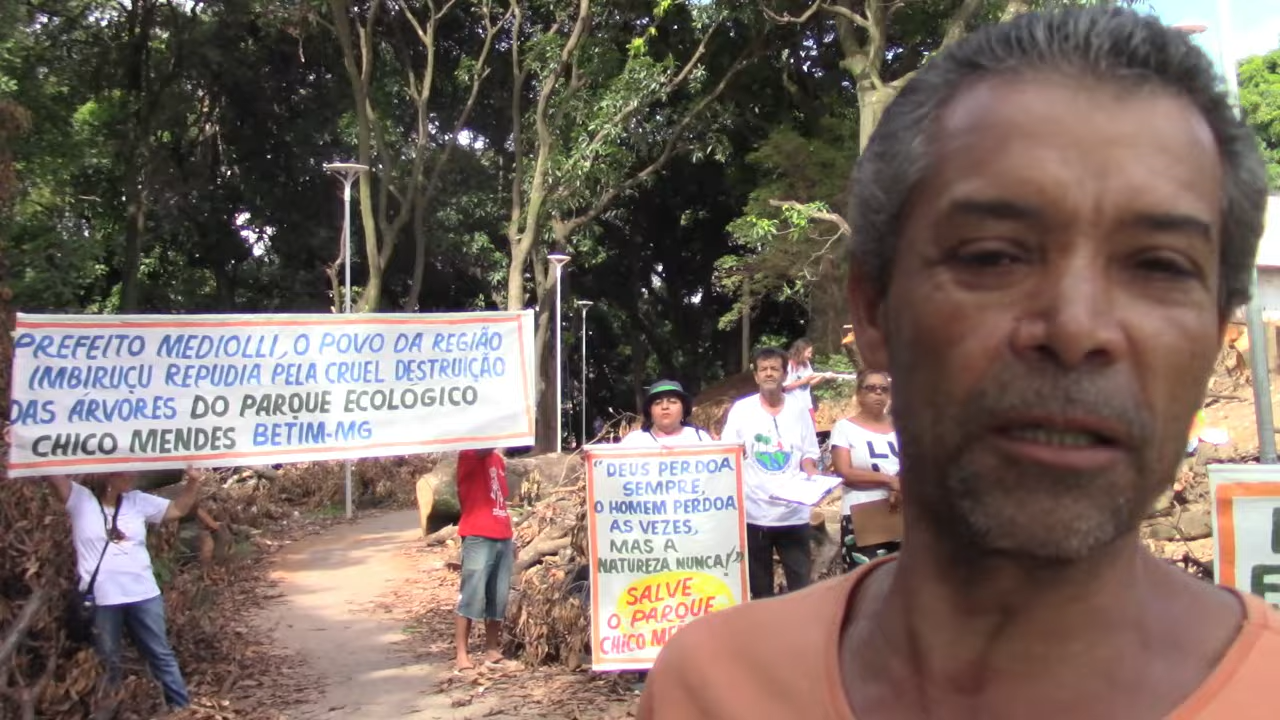 PREFEITO MEDIOLLI, O POVO DA REGIÃO
IMBIRUÇU REPUDIA PELA CRUEL DESTRUIÇÃO
DAS ÁRVORES DO PARQUE ECOLÓGICO
CHICO MENDES BETIM-MG
"DEUS PERDOA
SEMPRE,
O HOMEM PERDOA
AS VEZES,
MAS A
NATUREZA NUNCA!"
SALVE
O PARQUE
CHICO
LU